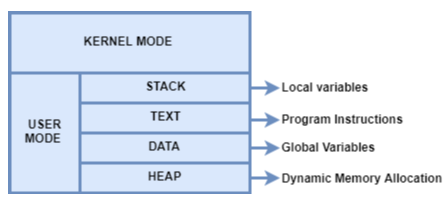 KERNEL MODE
USER
MODE
STACK
Local variables
TEXT
Program Instructions
DATA
Global Variables
HEAP
Dynamic Memory Allocation